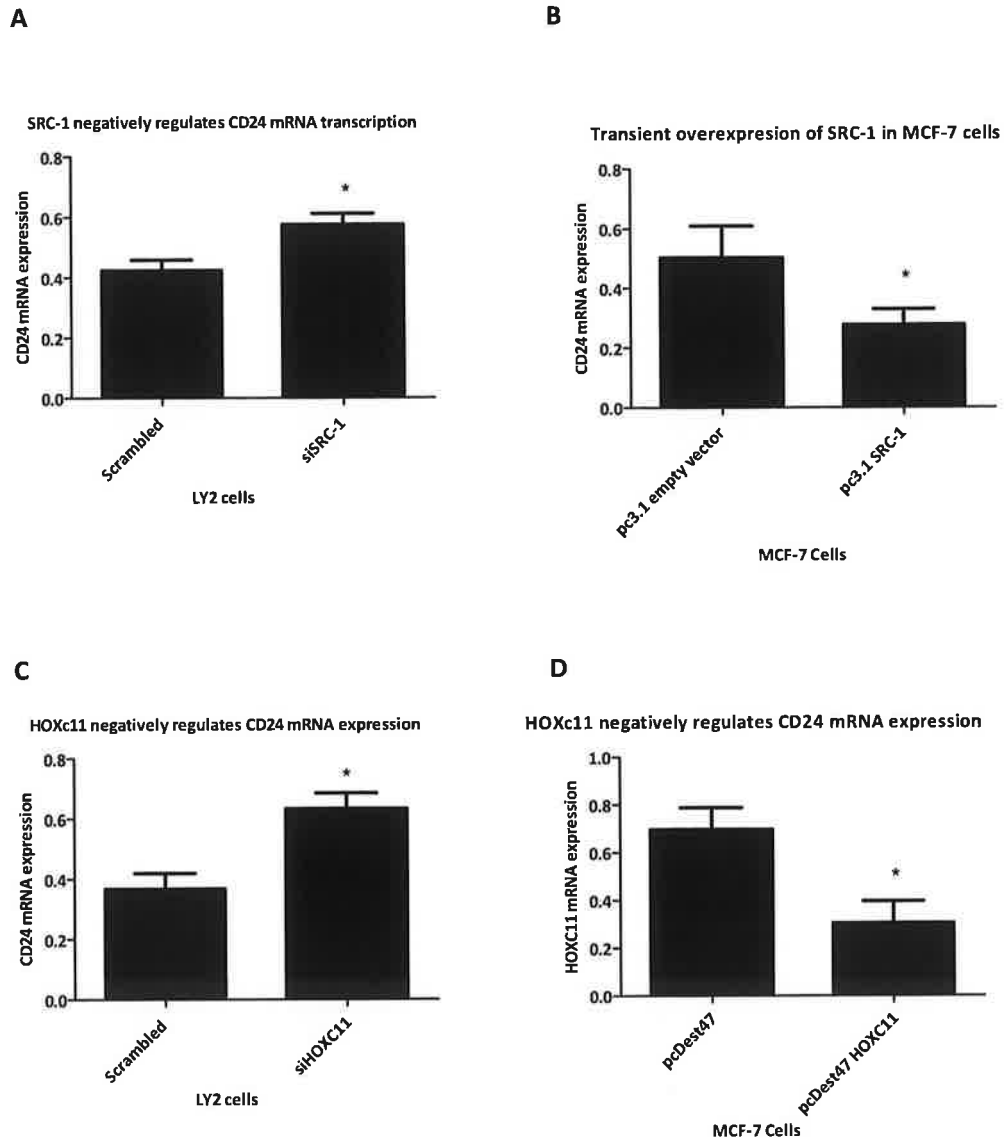 A
SRC-1 negatively regulates CD24 mRNA transcription
CD24 mRNA expression
0.8
*
0.6
0.4
0.2
0.0
Scrambled
siSRC-1
LY2 cells
B
Transient overexpresion of SRC-1 in MCF-7 cells
CD24 mRNA expression
0.8
0.6
*
0.4
0.2
0.0
pc3.1 empty vector
pc3.1 SRC-1
MCF-7 Cells
C
HOXc11 negatively regulates CD24 mRNA expression
CD24 mRNA expression
0.8
*
0.6
0.4
0.2
0.0
Scrambled
siHOXC11
LY2 cells
D
HOXc11 negatively regulates CD24 mRNA expression
HOXC11 mRNA expression
1.0
0.8
0.6
*
0.4
0.2
0.0
pcDest47
pcDest47 HOXC11
MCF-7 Cells